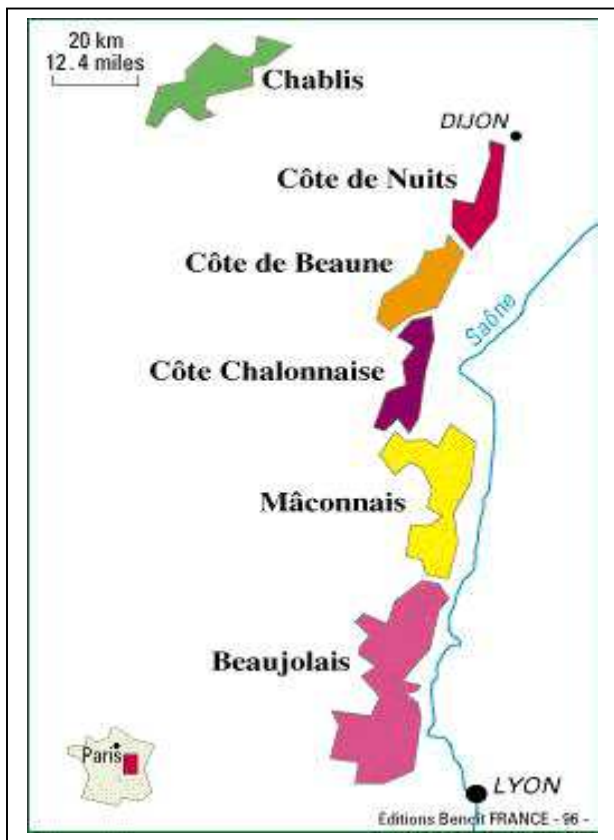 20 km
12.4 miles
Chablis
DIJON
Côte de Nuits
Côte de Beaune
Saône
Côte Chalonnaise
Mâconnais
Beaujolais
Paris
LYON
Éditions Benoît FRANCE - 96 -